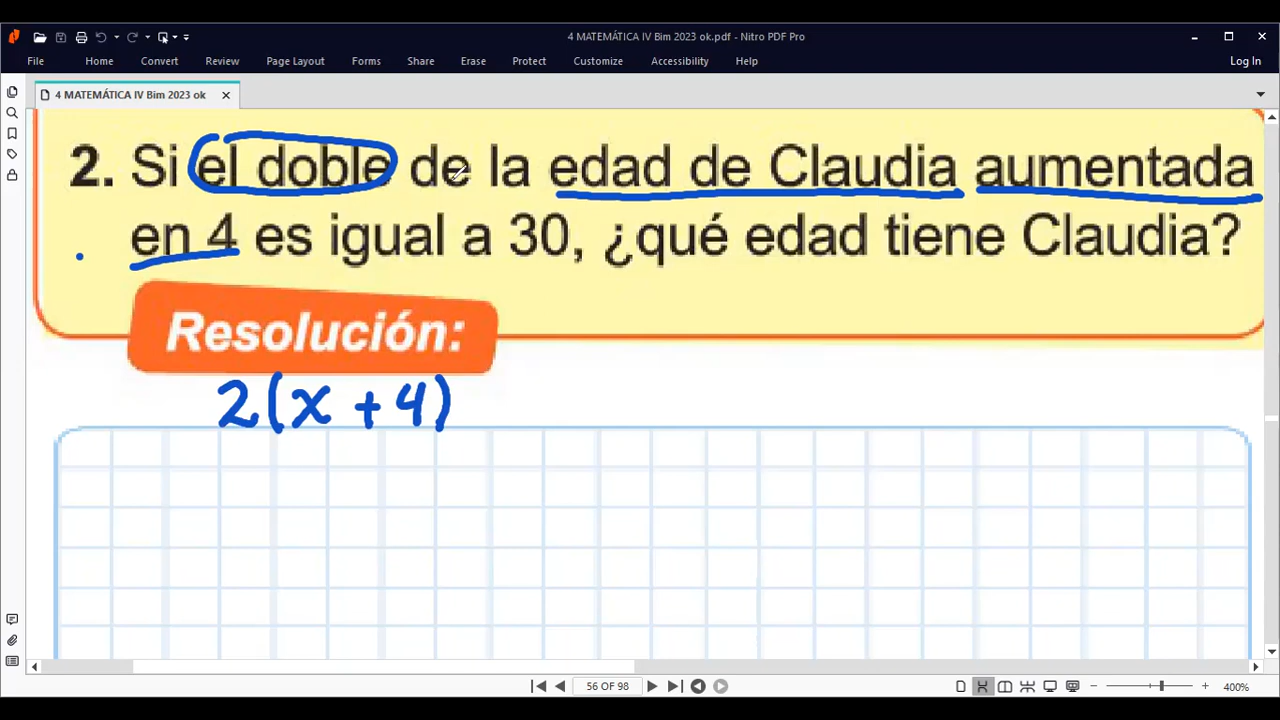 4 MATEMÁTICA IV Bim 2023 ok.pdf - Nitro PDF Pro
File Home Convert Review Page Layout Forms Share Erase Protect Customize Accessibility Help Log In
4 MATEMÁTICA IV Bim 2023 ok
2. Si el doble de la edad de Claudia aumentada
en 4 es igual a 30, ¿qué edad tiene Claudia?
Resolución:
2(x + 4)
56 OF 98
400%